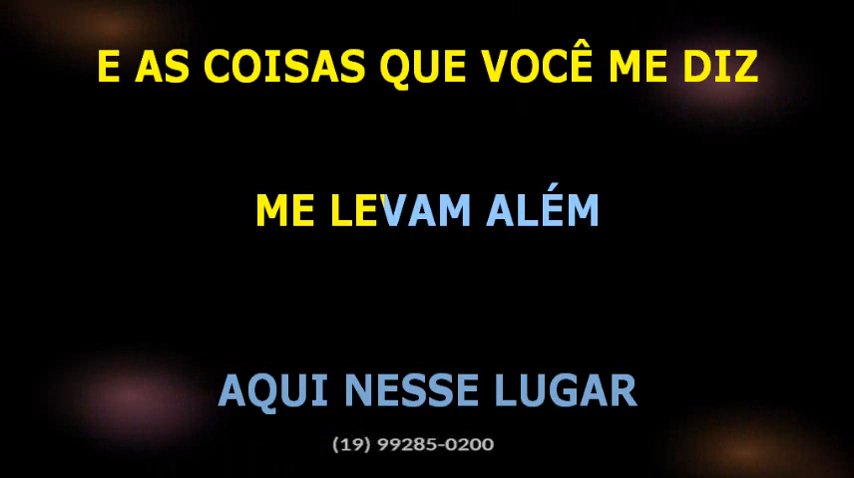 E AS COISAS QUE VOCÊ ME DIZ
ME LEVAM ALÉM
AQUI NESSE LUGAR
(19) 99285-0200